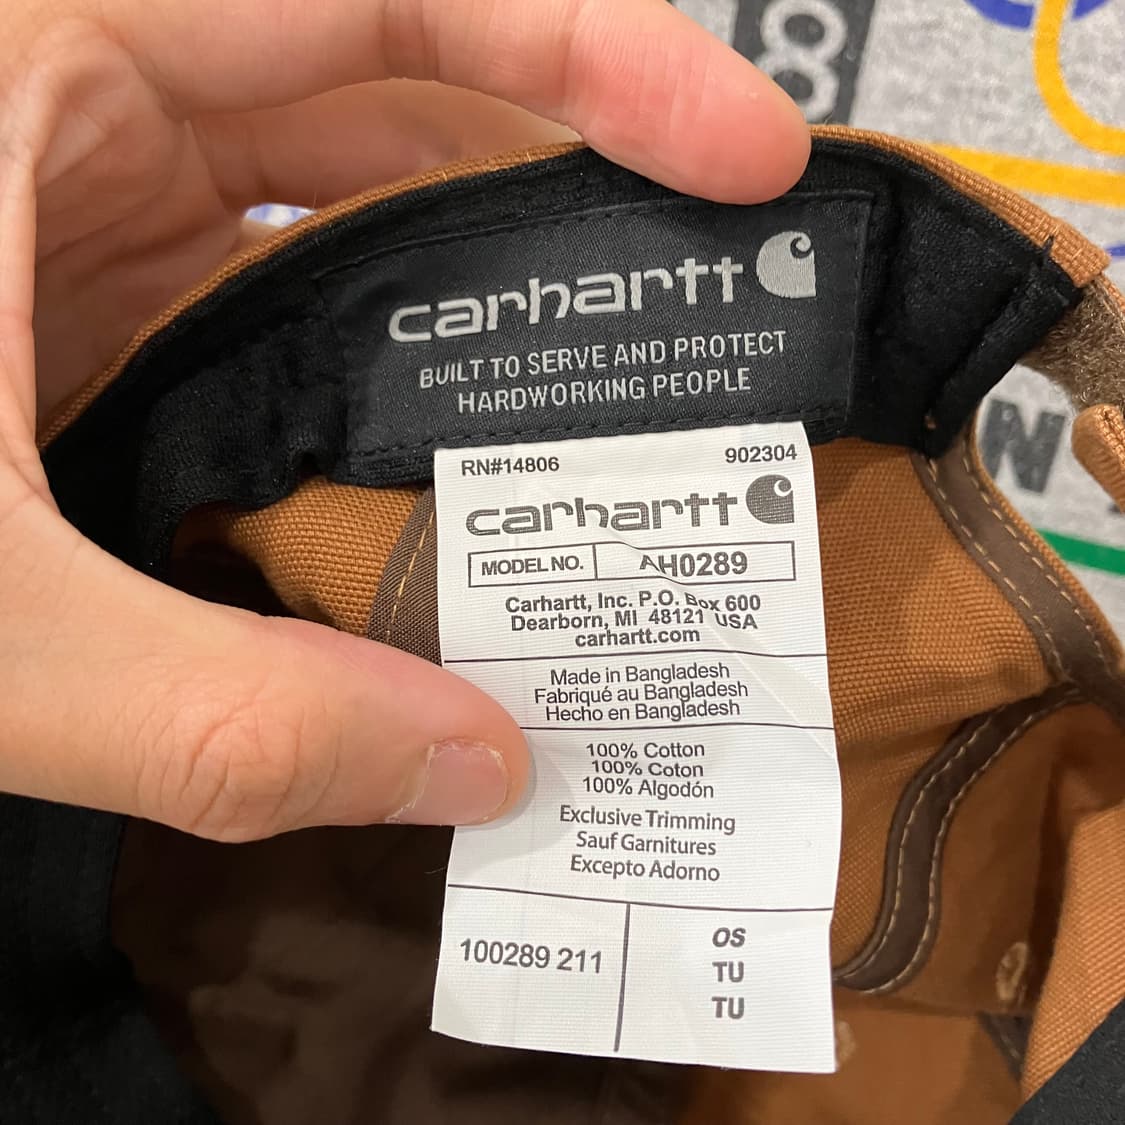 8
carhartt
BUILT TO SERVE AND PROTECT
HARDWORKING PEOPLE
N
RN#14806 902304
carhartt
MODEL NO. AH0289
Carhartt, Inc. P.O. Box 600
Dearborn, MI 48121 USA
carhartt.com
Made in Bangladesh
Fabriqué au Bangladesh
Hecho en Bangladesh
100% Cotton
100% Coton
100% Algodón
Exclusive Trimming
Sauf Garnitures
Excepto Adorno
100289 211
OS
TU
TU